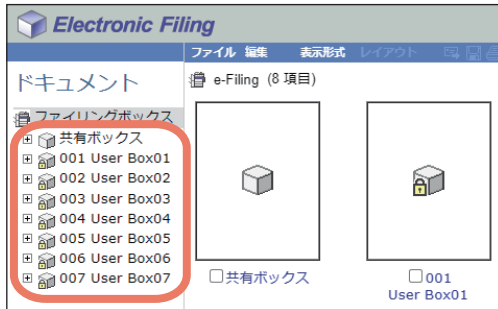 Electronic Filing
ファイル 編集 表示形式 レイアウト
ドキュメント
e-Filing (8 項目)
ファイリングボックス
共有ボックス
001 User Box01
002 User Box02
003 User Box03
004 User Box04
005 User Box05
006 User Box06
007 User Box07
共有ボックス
001
User Box01